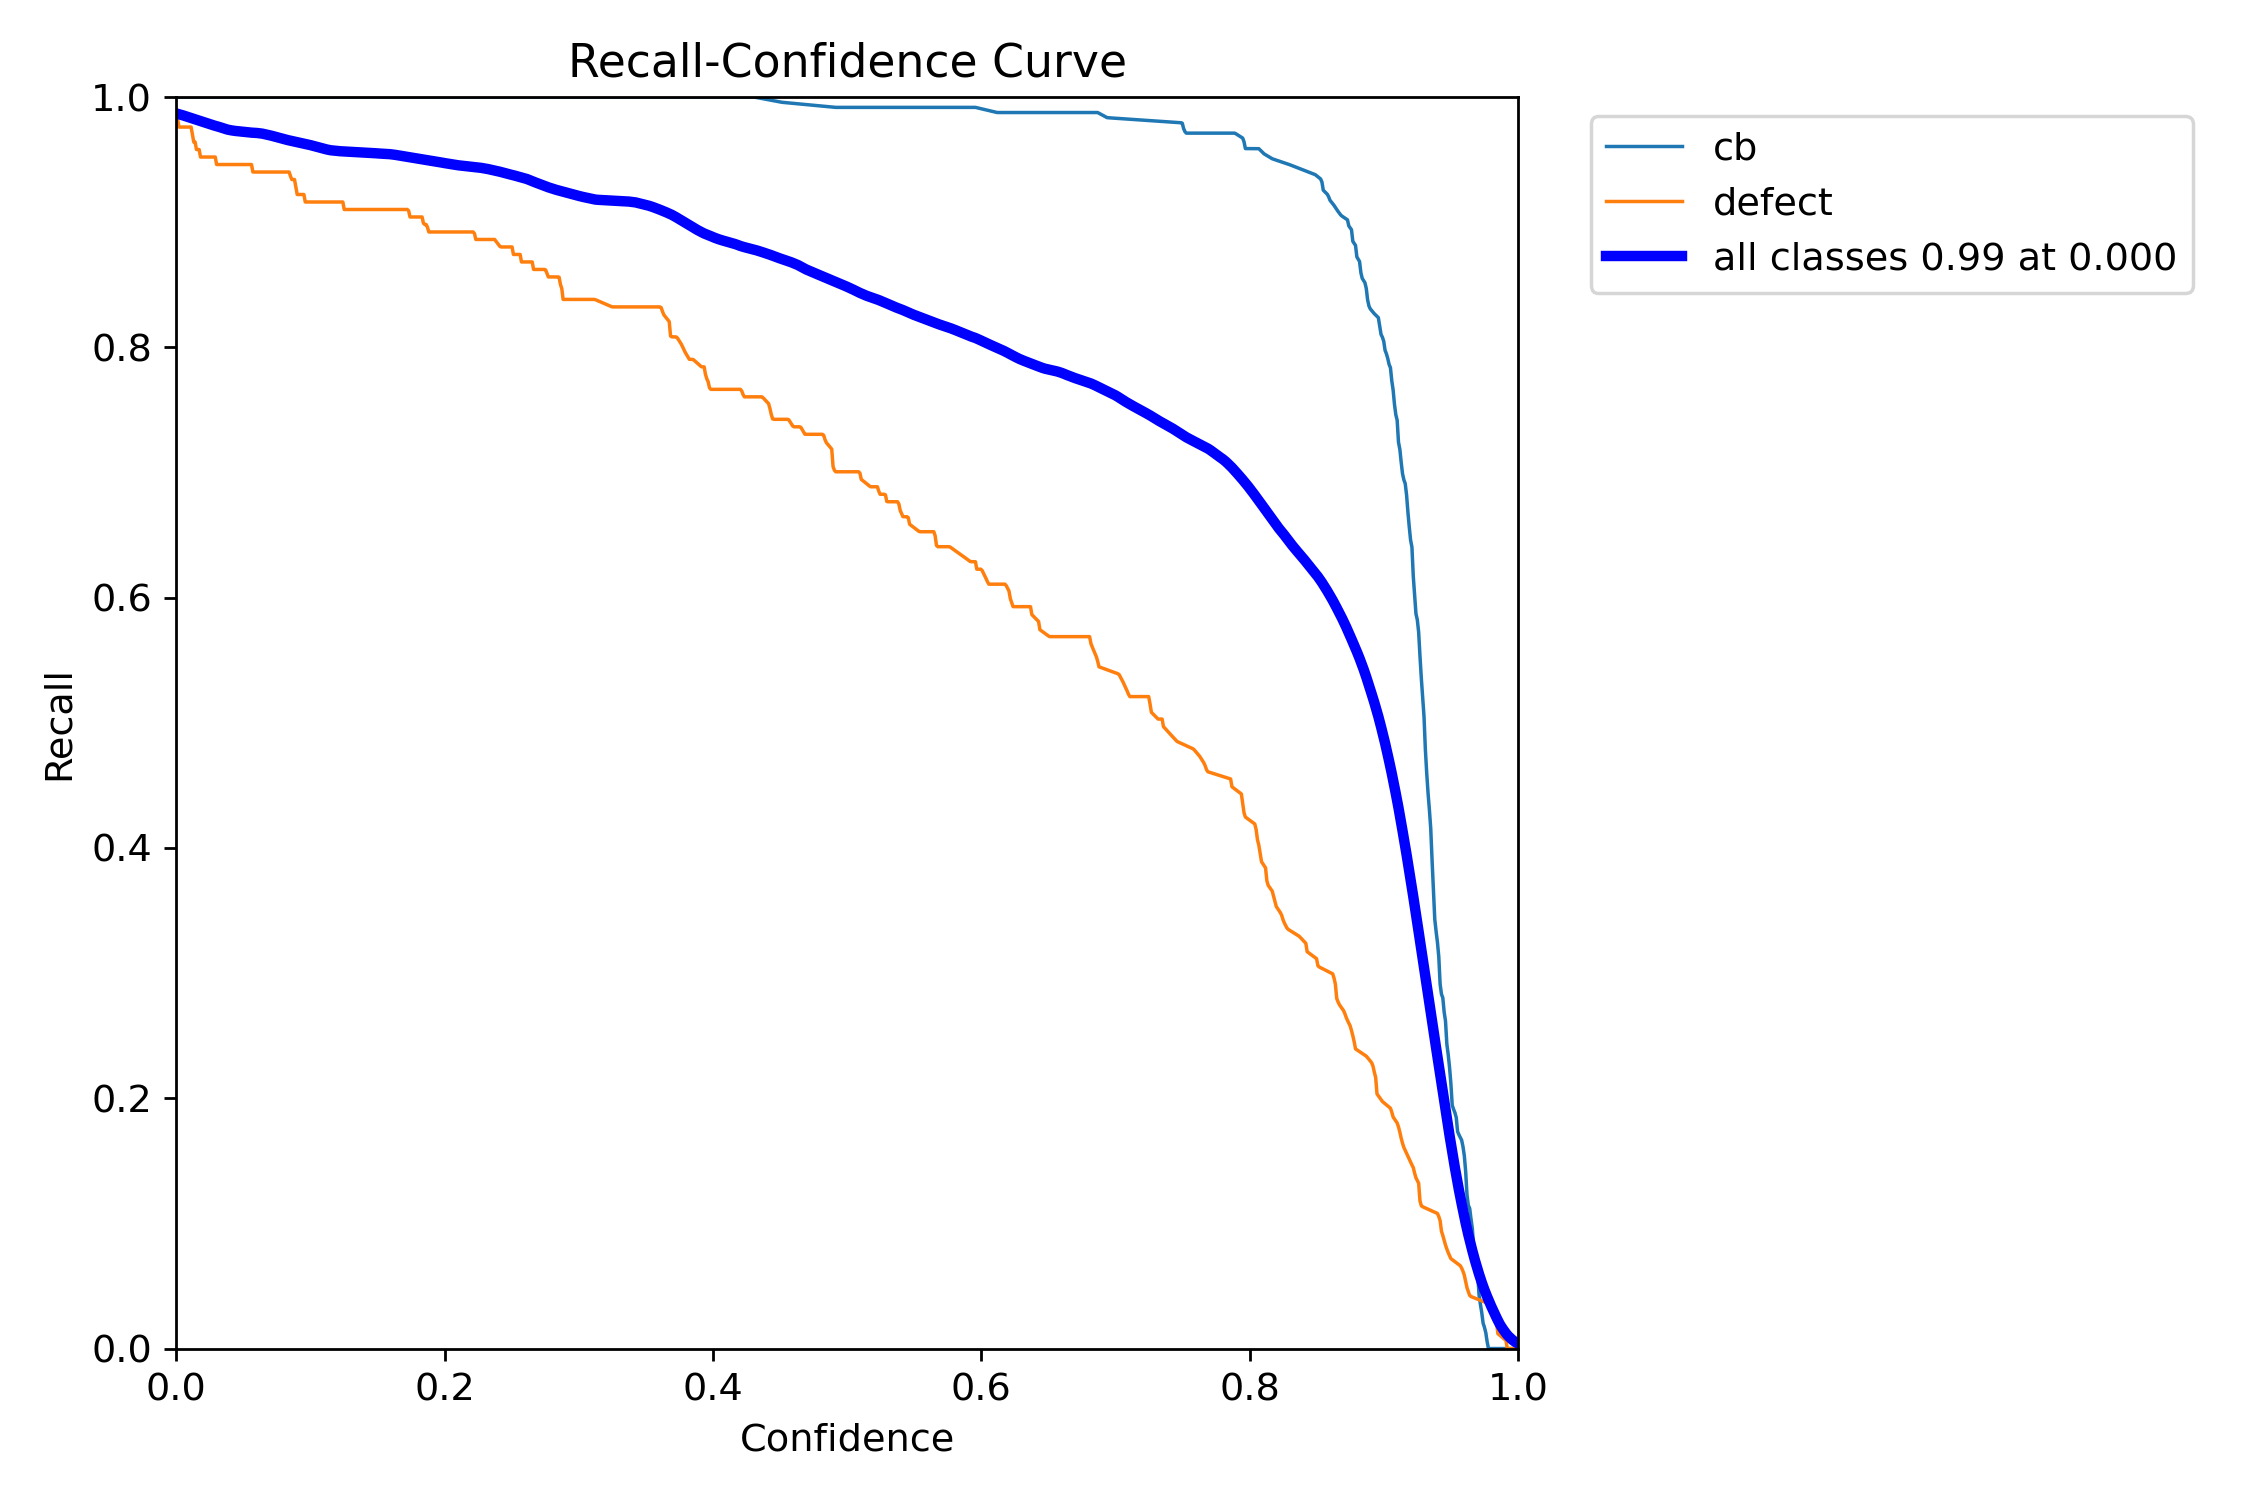 Recall-Confidence Curve
1.0
0.8
0.6
0.4
0.2
0.0
Recall
0.0 0.2 0.4 0.6 0.8 1.0
Confidence
cb
defect
all classes 0.99 at 0.000